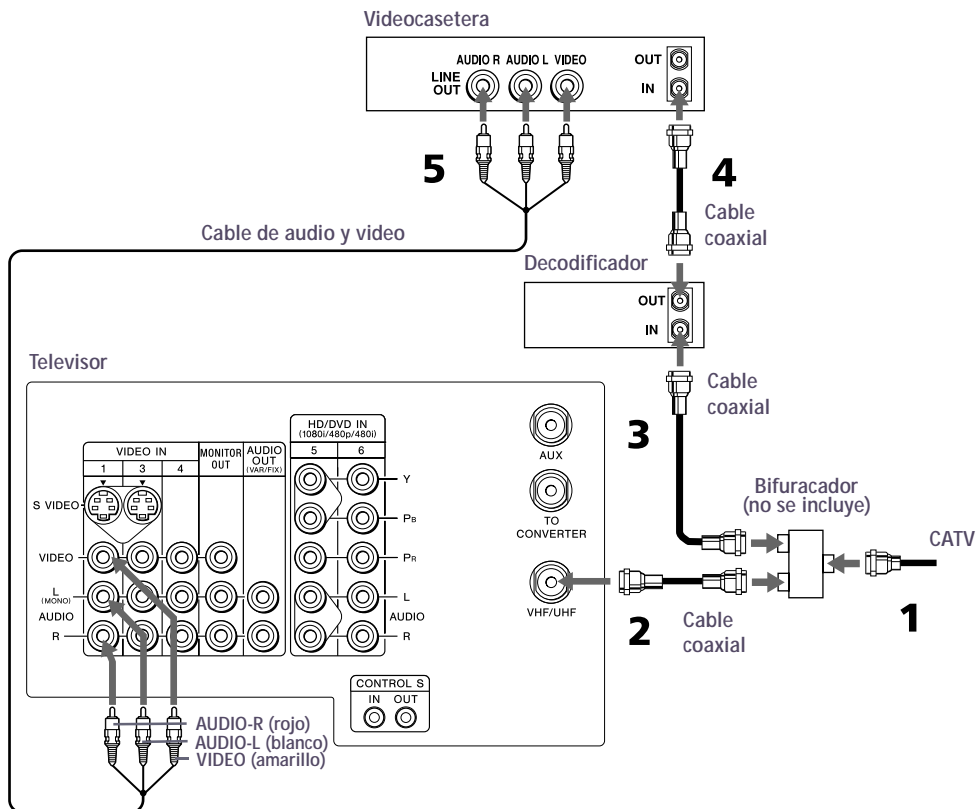 Videocasetera
AUDIO R AUDIO L VIDEO
LINE OUT
OUT
IN
5
4
Cable coaxial
Cable de audio y video
Decodificador
OUT
IN
Televisor
Cable coaxial
3
HD/DVD IN
(1080i/480p/480i)
5 6
VIDEO IN
1 3 4
MONITOR OUT
AUDIO OUT
(VAR/FIX)
S VIDEO
VIDEO
L
(MONO)
AUDIO
R
Y
PB
PR
L
AUDIO
R
AUX
TO CONVERTER
VHF/UHF
Bifuracador
(no se incluye)
CATV
1
2
Cable coaxial
CONTROL S
IN OUT
AUDIO-R (rojo)
AUDIO-L (blanco)
VIDEO (amarillo)